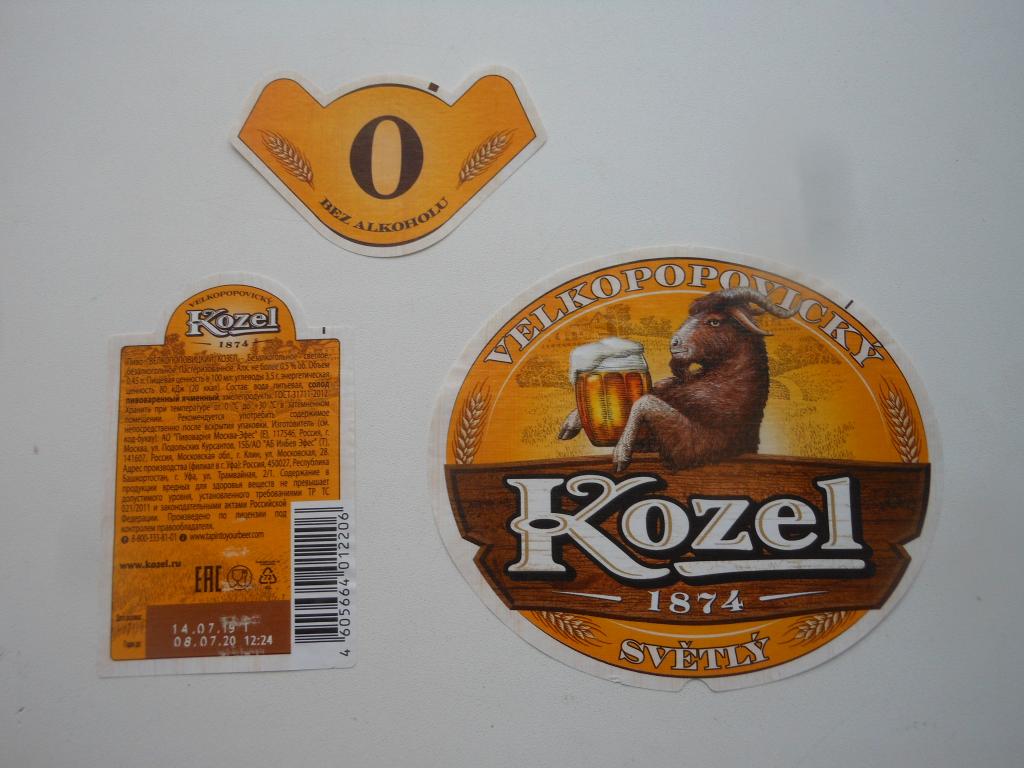 0
BEZ ALKOHOLU
VELKOPOPOVICKÝ
Kozel
1874
Пиво "ВЕЛКОПОПОВИЦКИЙ КОЗЕЛ - Безалкогольное" светлое
безалкогольное. Пастеризованное. Алк. не более 0,5 % об. Объем
0,45 л. Пищевая ценность в 100 мл: углеводы 3,5 г, энергетическая
ценность 80 кДж (20 ккал). Состав: вода питьевая, солод
пивоваренный ячменный, хмелепродукты. ГОСТ 31711-2012.
Хранить при температуре от 0 °С до +30 °С в затемненном
помещении. Рекомендуется употребить содержимое
непосредственно после вскрытия упаковки. Изготовитель (см.
код-букву): АО "Пивоварня Москва-Эфес" (Е), 117546, Россия, г.
Москва, ул. Подольских Курсантов, 15Б/АО "АБ ИнБев Эфес" (Т),
141607, Россия, Московская обл., г. Клин, ул. Московская, 28.
Адрес производства (филиал в г. Уфа): Россия, 450027, Республика
Башкортостан, г. Уфа, ул. Трамвайная, 2/1. Содержание в
продукции вредных для здоровья веществ не превышает
допустимого уровня, установленного требованиями ТР ТС
021/2011 и законодательными актами Российской
Федерации. Произведено по лицензии под
контролем правообладателя.
8-800-333-81-01 www.tapintoyourbeer.com
www.kozel.ru
EAC
14.07.19 T
08.07.20 12:24
4 605664 012206
VELKOPOPOVICKÝ
Kozel
1874
SVĚTLÝ